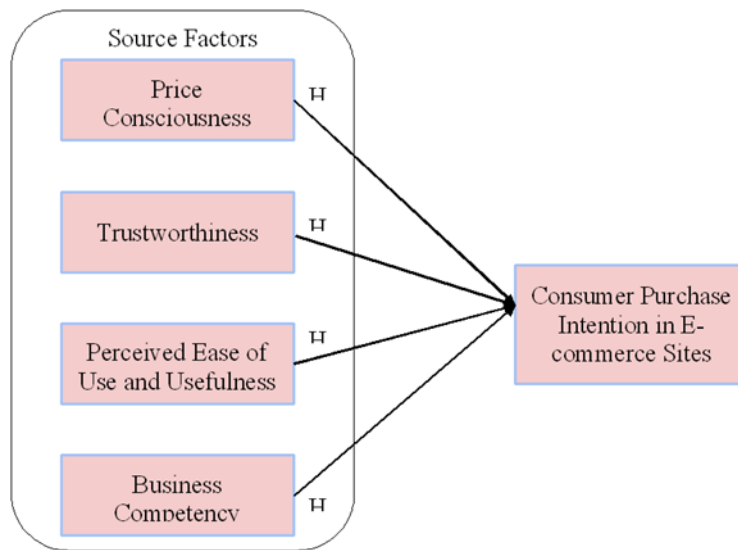 Source Factors
Price
Consciousness
H
Trustworthiness
H
Perceived Ease of
Use and Usefulness
H
Business
Competency
H
Consumer Purchase
Intention in E-
commerce Sites